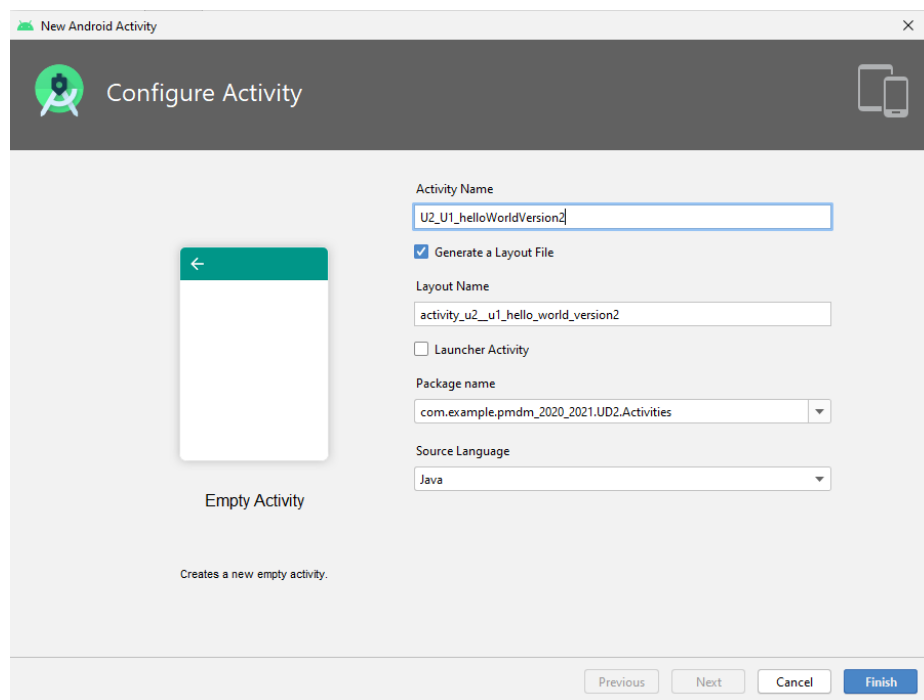 New Android Activity
Configure Activity
Activity Name
U2_U1_helloWorldVersion2
Generate a Layout File
Layout Name
activity_u2__u1_hello_world_version2
Launcher Activity
Package name
com.example.pmdm_2020_2021.UD2.Activities
Source Language
Java
Empty Activity
Creates a new empty activity.
Previous
Next
Cancel
Finish